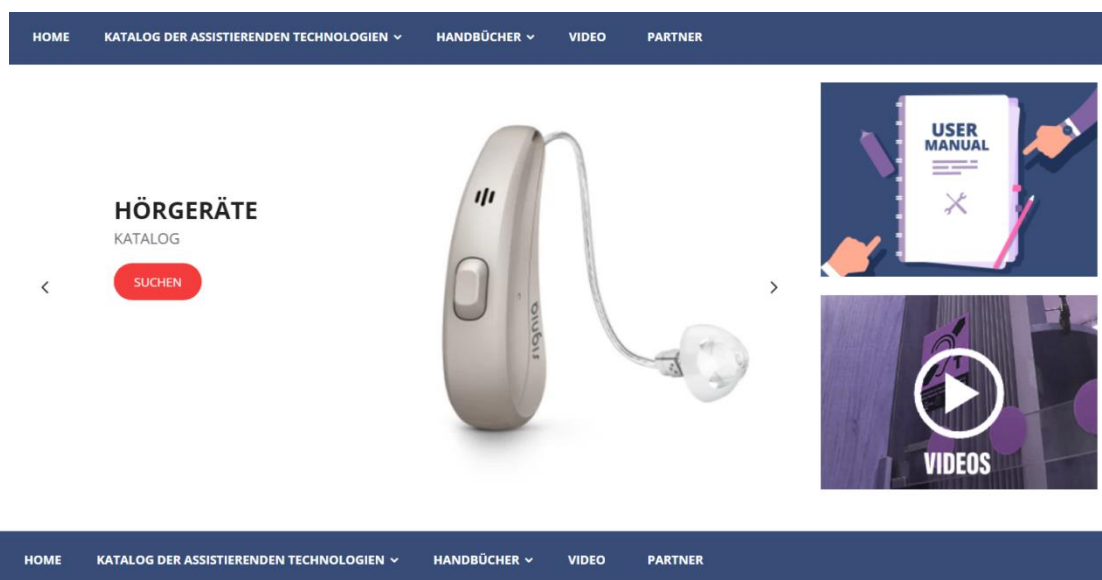 HOME KATALOG DER ASSISTIERENDEN TECHNOLOGIEN HANDBÜCHER VIDEO PARTNER
HÖRGERÄTE
KATALOG
SUCHEN
signia
USER
MANUAL
T
VIDEOS
HOME KATALOG DER ASSISTIERENDEN TECHNOLOGIEN HANDBÜCHER VIDEO PARTNER